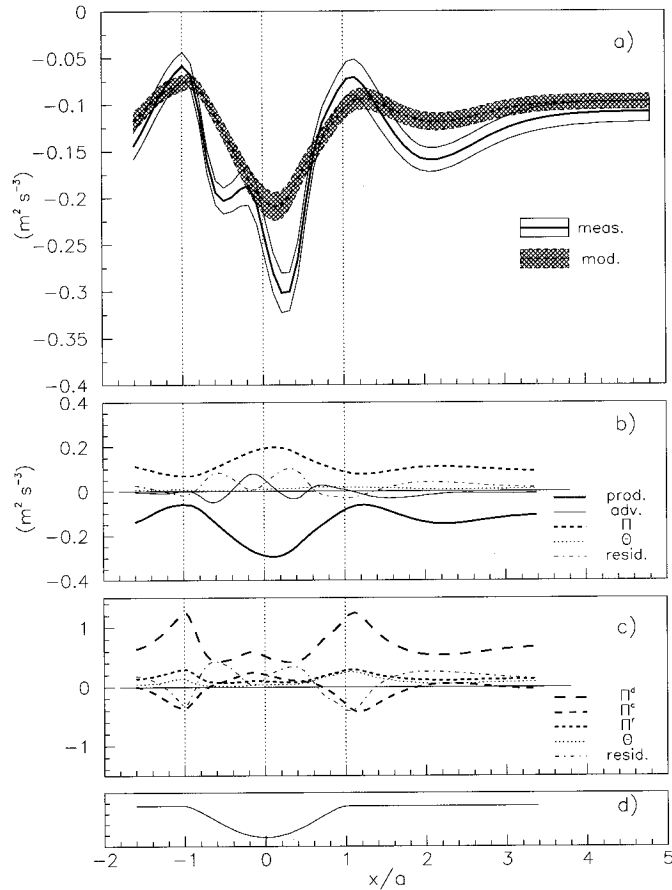 0
-0.05
-0.1
-0.15
-0.2
-0.25
-0.3
-0.35
-0.4
(m² s⁻³)
a)
meas.
mod.
0.4
0.2
0
-0.2
-0.4
(m² s⁻³)
b)
prod.
adv.
Π
Θ
resid.
1
0
-1
c)
Πᵈ
Πᶜ
Πʳ
Θ
resid.
d)
-2 -1 0 1 2 3 4 5
x/a